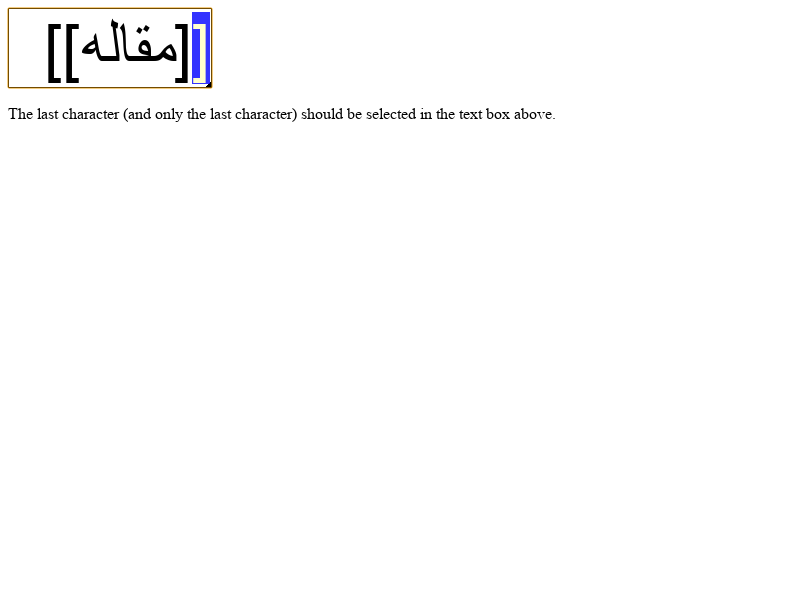 [[مقاله]]
The last character (and only the last character) should be selected in the text box above.